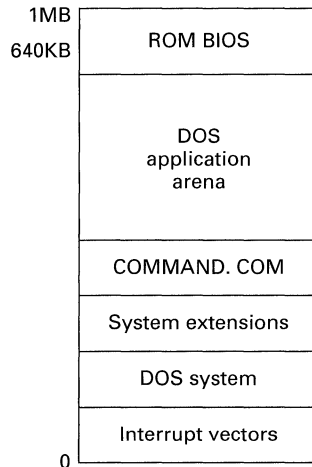 1MB
ROM BIOS
640KB
DOS
application
arena
COMMAND. COM
System extensions
DOS system
Interrupt vectors
0